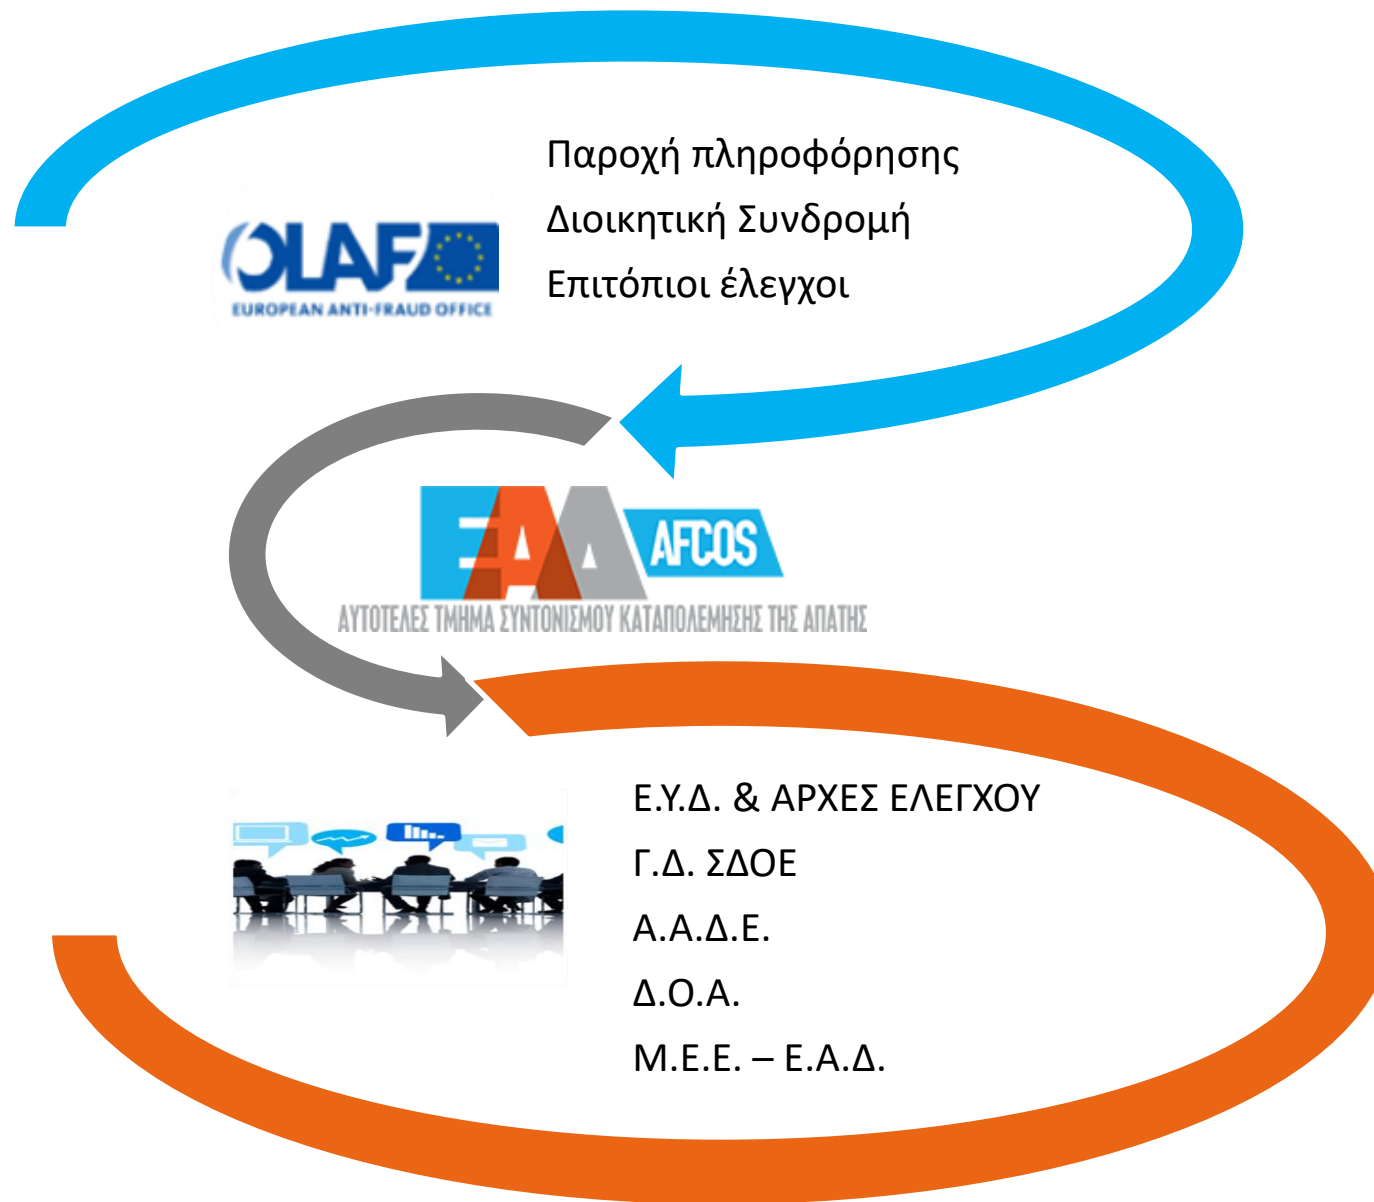 Παροχή πληροφόρησης
Διοικητική Συνδρομή
Επιτόπιοι έλεγχοι
OLAF
EUROPEAN ANTI-FRAUD OFFICE
ΕΑΔ AFCOS
ΑΥΤΟΤΕΛΕΣ ΤΜΗΜΑ ΣΥΝΤΟΝΙΣΜΟΥ ΚΑΤΑΠΟΛΕΜΗΣΗΣ ΤΗΣ ΑΠΑΤΗΣ
Ε.Υ.Δ. & ΑΡΧΕΣ ΕΛΕΓΧΟΥ
Γ.Δ. ΣΔΟΕ
Α.Α.Δ.Ε.
Δ.Ο.Α.
Μ.Ε.Ε. – Ε.Α.Δ.